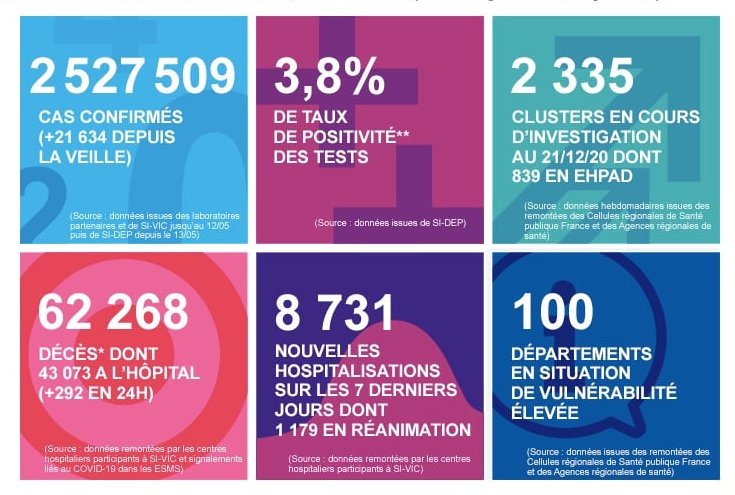 2 527 509
CAS CONFIRMÉS
(+21 634 DEPUIS
LA VEILLE)
(Source : données issues des laboratoires
partenaires et de SI-VIC jusqu'au 12/05
puis de SI-DEP depuis le 13/05)
3,8%
DE TAUX
DE POSITIVITÉ**
DES TESTS
(Source : données issues de SI-DEP)
2 335
CLUSTERS EN COURS
D'INVESTIGATION
AU 21/12/20 DONT
839 EN EHPAD
(Source : données hebdomadaires issues des
remontées des Cellules régionales de Santé
publique France et des Agences régionales de
santé)
62 268
DÉCÈS* DONT
43 073 A L'HÔPITAL
(+292 EN 24H)
(Source : données remontées par les centres
hospitaliers participants à SI-VIC et signalements
liés au COVID-19 dans les ESMS)
8 731
NOUVELLES
HOSPITALISATIONS
SUR LES 7 DERNIERS
JOURS DONT
1 179 EN RÉANIMATION
(Source : données remontées par les centres
hospitaliers participants à SI-VIC)
100
DÉPARTEMENTS
EN SITUATION
DE VULNÉRABILITÉ
ÉLEVÉE
(Source : données issues des remontées des
Cellules régionales de Santé publique France
et des Agences régionales de santé)